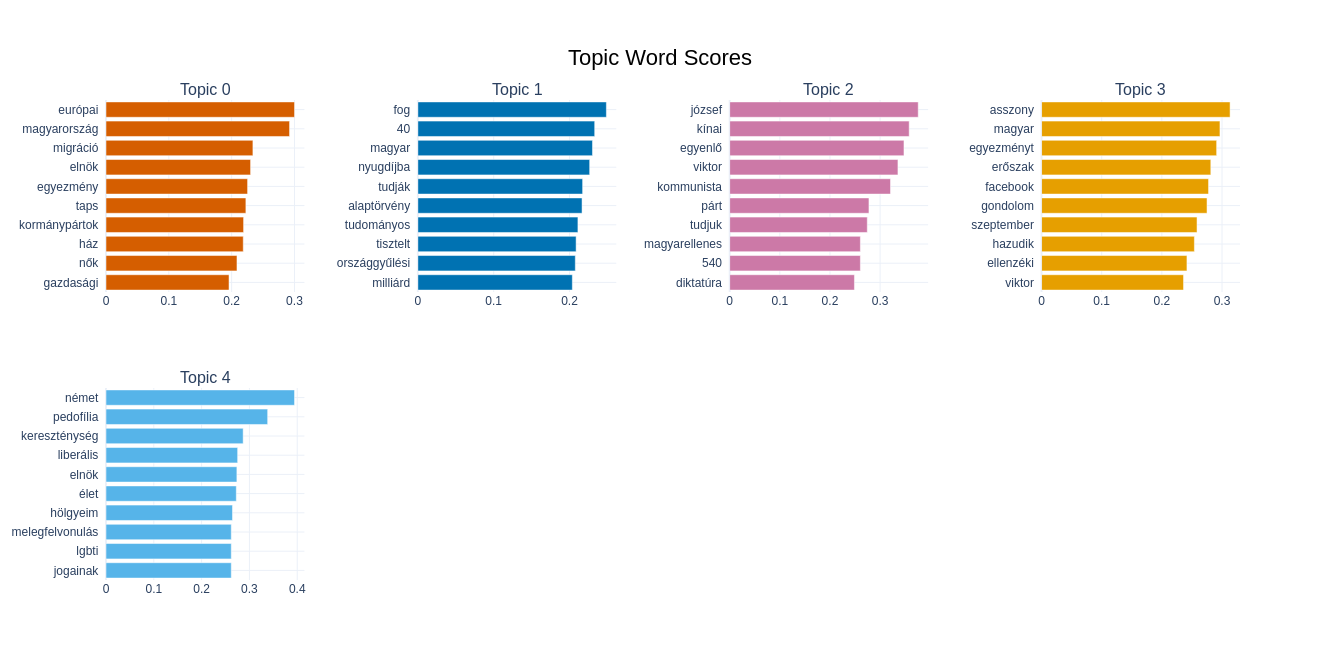 Topic Word Scores
Topic 0
európai
magyarország
migráció
elnök
egyezmény
taps
kormánypártok
ház
nők
gazdasági
0 0.1 0.2 0.3
Topic 1
fog
40
magyar
nyugdíjba
tudják
alaptörvény
tudományos
tisztelt
országgyűlési
milliárd
0 0.1 0.2
Topic 2
józsef
kínai
egyenlő
viktor
kommunista
párt
tudjuk
magyarellenes
540
diktatúra
0 0.1 0.2 0.3
Topic 3
asszony
magyar
egyezményt
erőszak
facebook
gondolom
szeptember
hazudik
ellenzéki
viktor
0 0.1 0.2 0.3
Topic 4
német
pedofília
kereszténység
liberális
elnök
élet
hölgyeim
melegfelvonulás
lgbti
jogainak
0 0.1 0.2 0.3 0.4